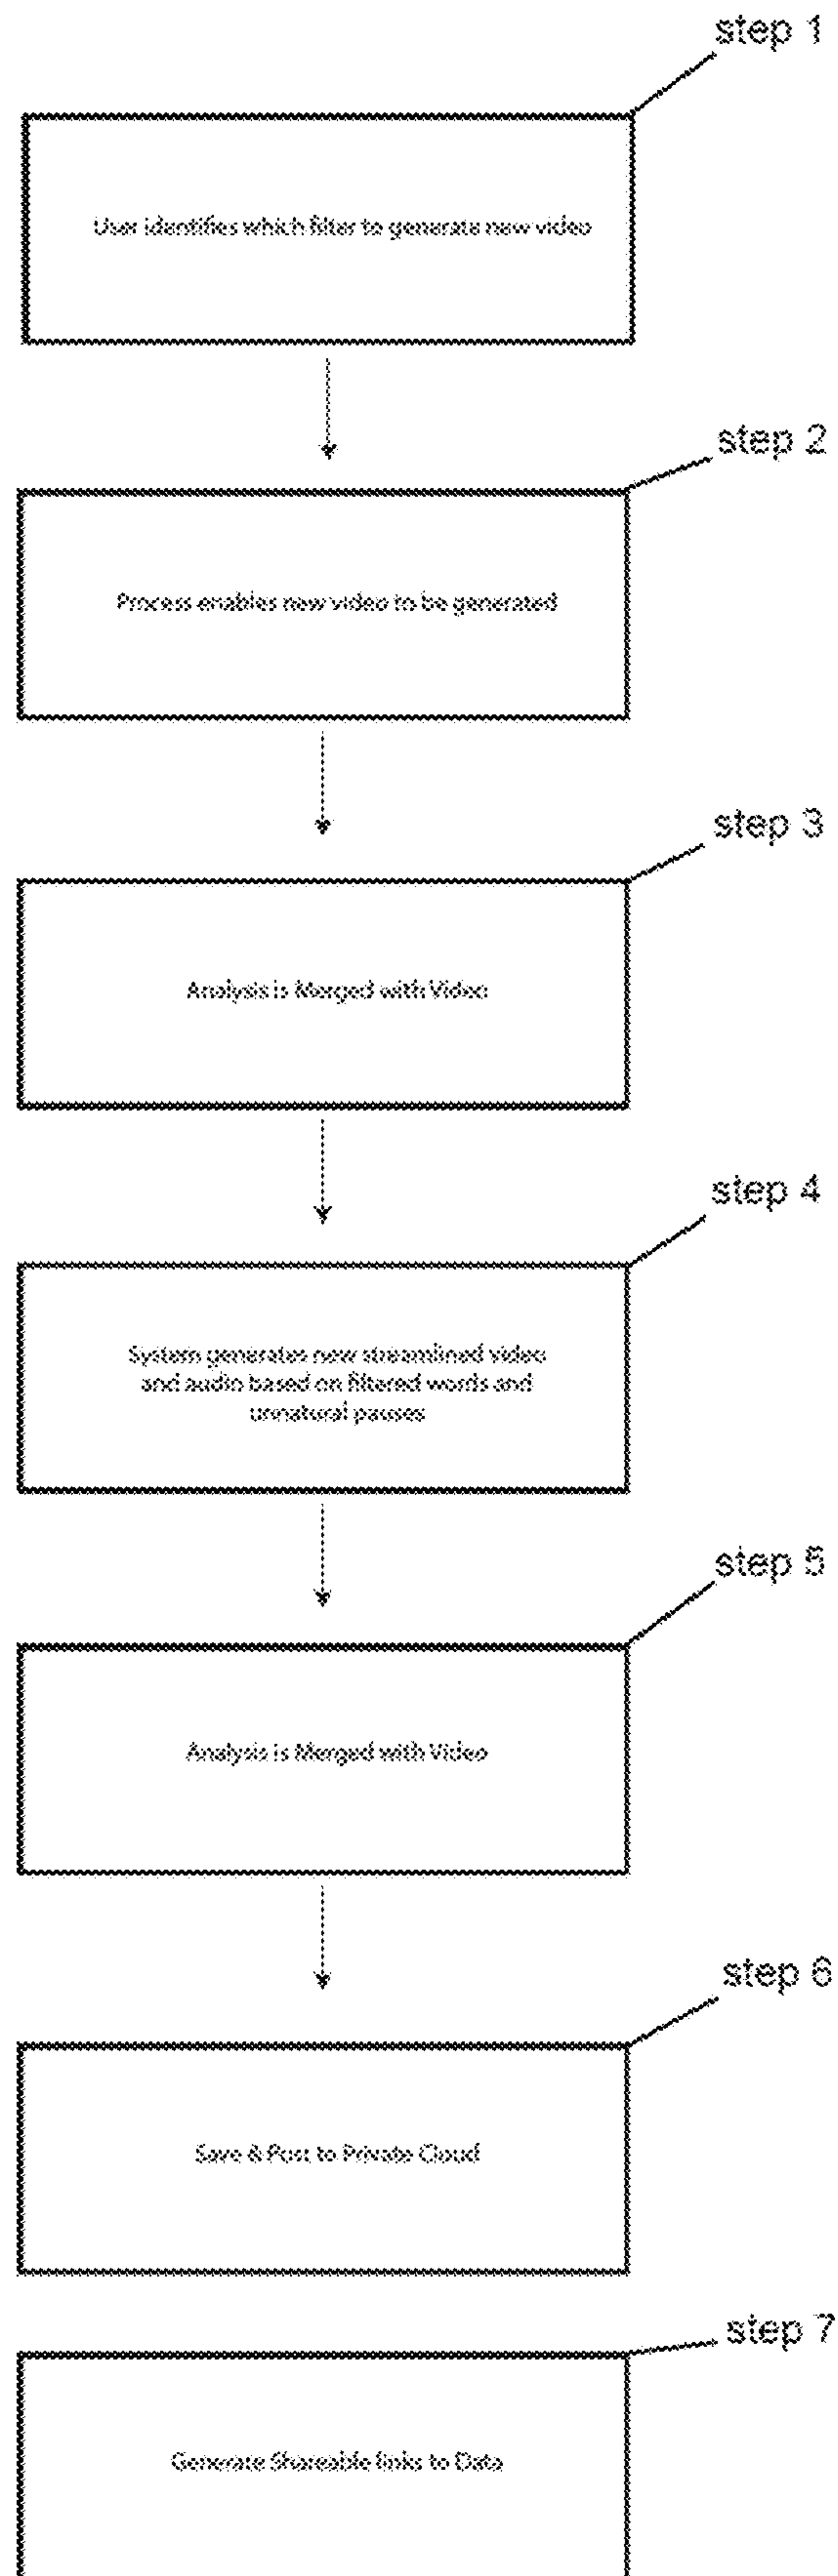 step 1
User identifies which filter to generate new video
step 2
Process enables new video to be generated
step 3
Analysis is Merged with Video
step 4
System generates new streamlined video
and audio based on filtered words and
unnatural pauses
step 5
Analysis is Merged with Video
step 6
Save & Post to Private Cloud
step 7
Generate Shareable links to Data